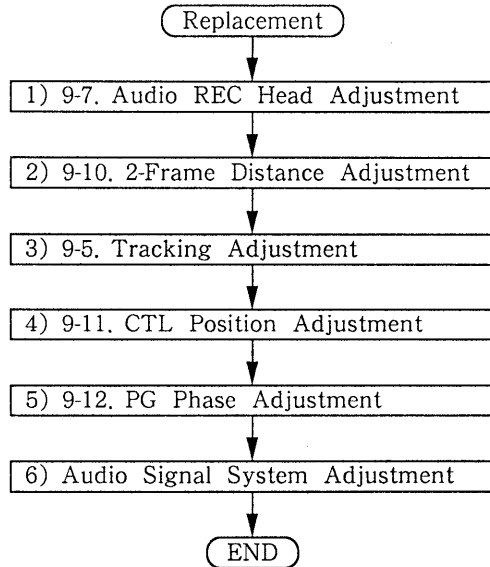 Replacement
1) 9-7. Audio REC Head Adjustment
2) 9-10. 2-Frame Distance Adjustment
3) 9-5. Tracking Adjustment
4) 9-11. CTL Position Adjustment
5) 9-12. PG Phase Adjustment
6) Audio Signal System Adjustment
END